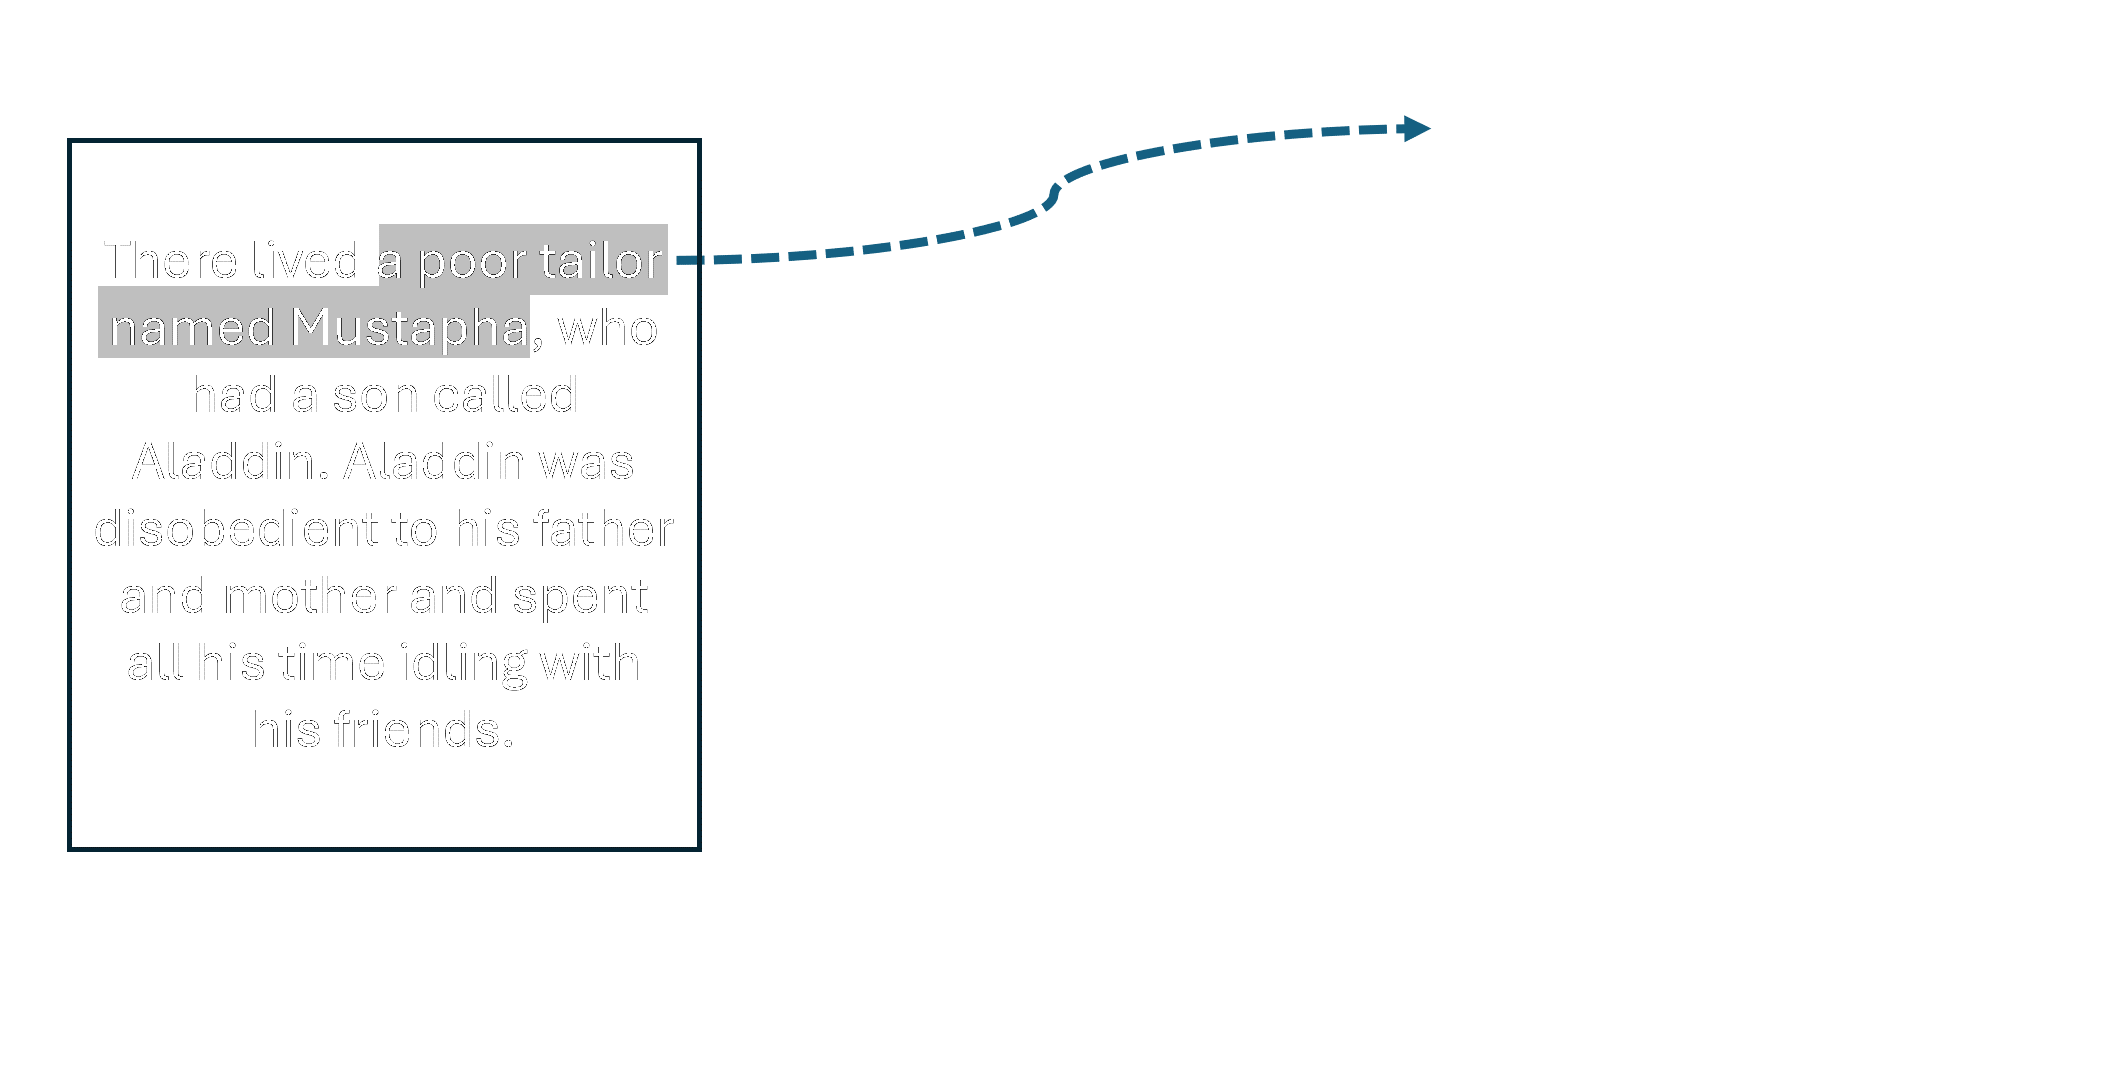 There lived a poor tailor
named Mustapha, who
had a son called
Aladdin. Aladdin was
disobedient to his father
and mother and spent
all his time idling with
his friends.